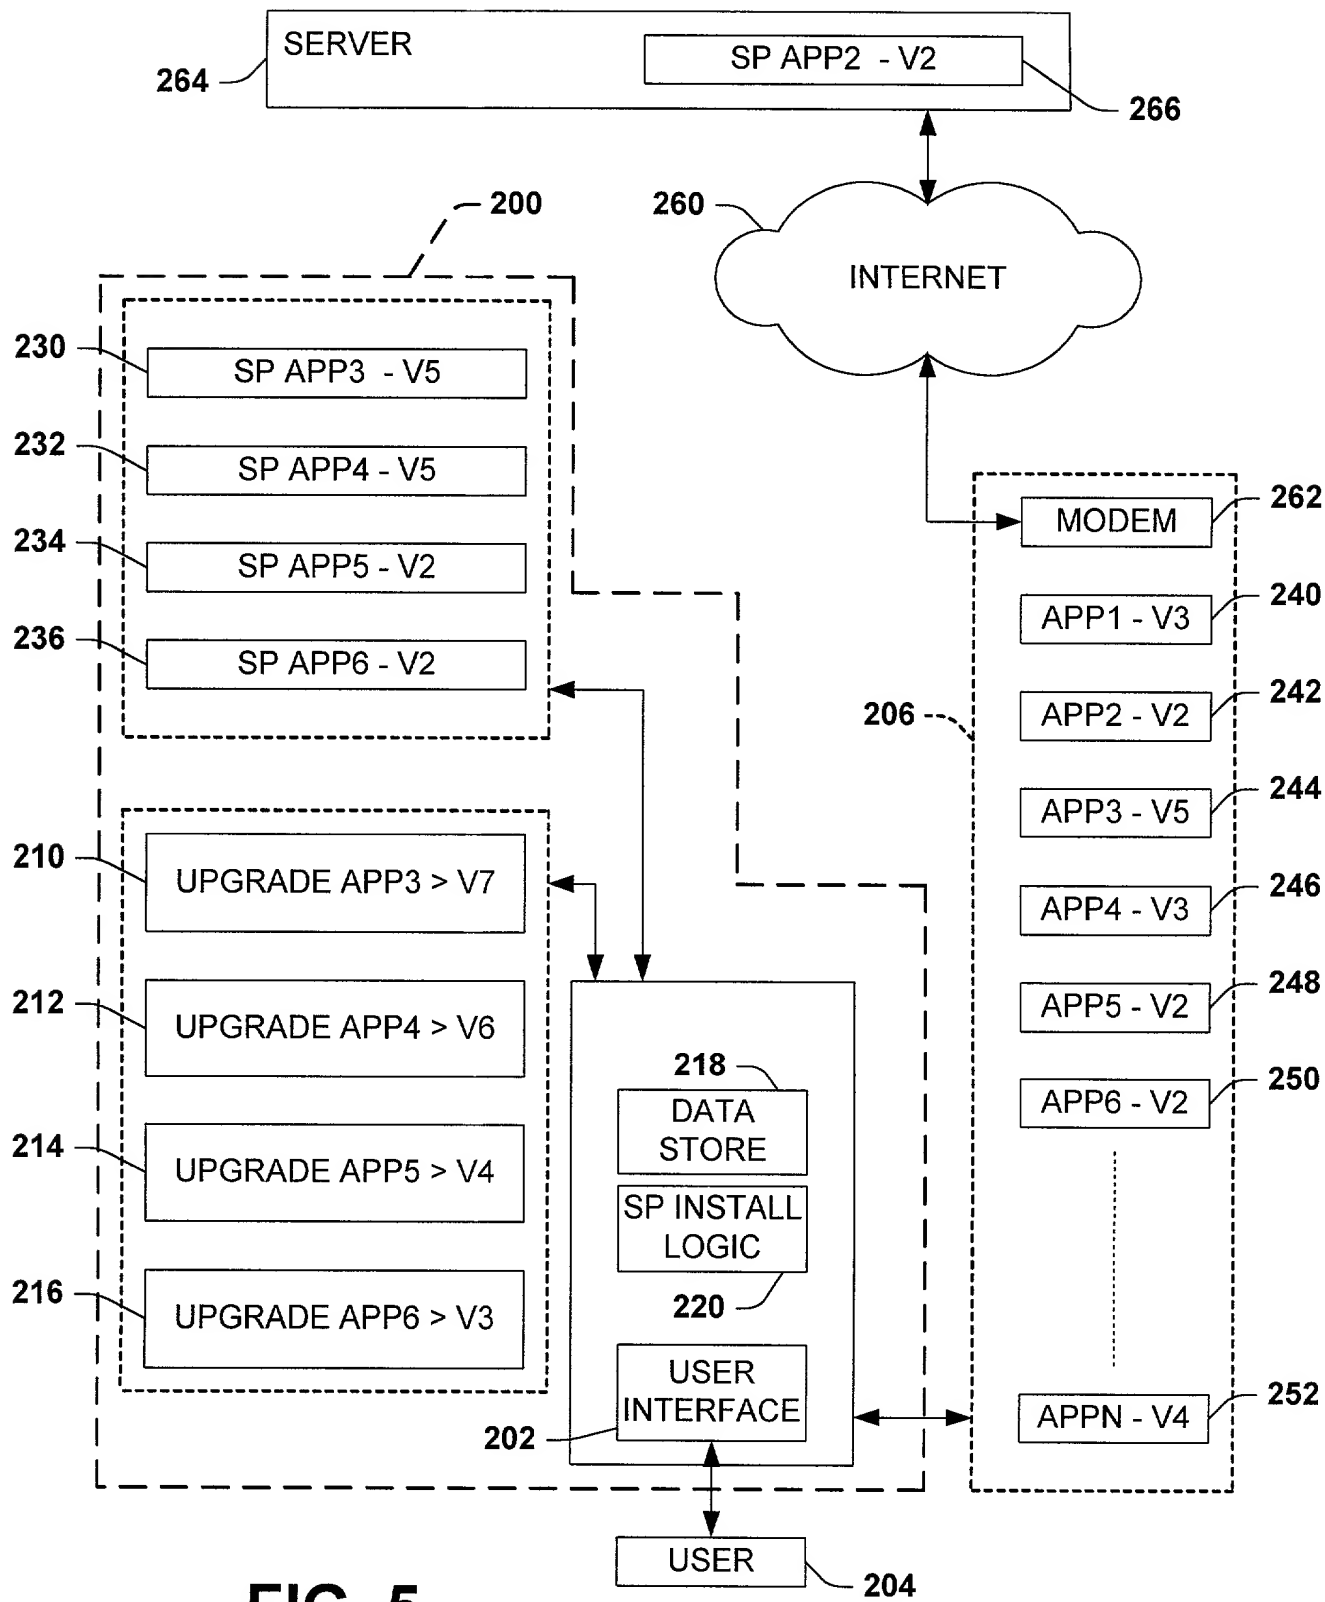 SERVER
SP APP2 - V2
264
266
200
260
INTERNET
230
SP APP3 - V5
232
SP APP4 - V5
234
SP APP5 - V2
236
SP APP6 - V2
MODEM
262
APP1 - V3
240
206
APP2 - V2
242
APP3 - V5
244
APP4 - V3
246
APP5 - V2
248
APP6 - V2
250
APPN - V4
252
210
UPGRADE APP3 > V7
212
UPGRADE APP4 > V6
214
UPGRADE APP5 > V4
216
UPGRADE APP6 > V3
218
DATA
STORE
SP INSTALL
LOGIC
220
USER
INTERFACE
202
USER
204
FIG. 5